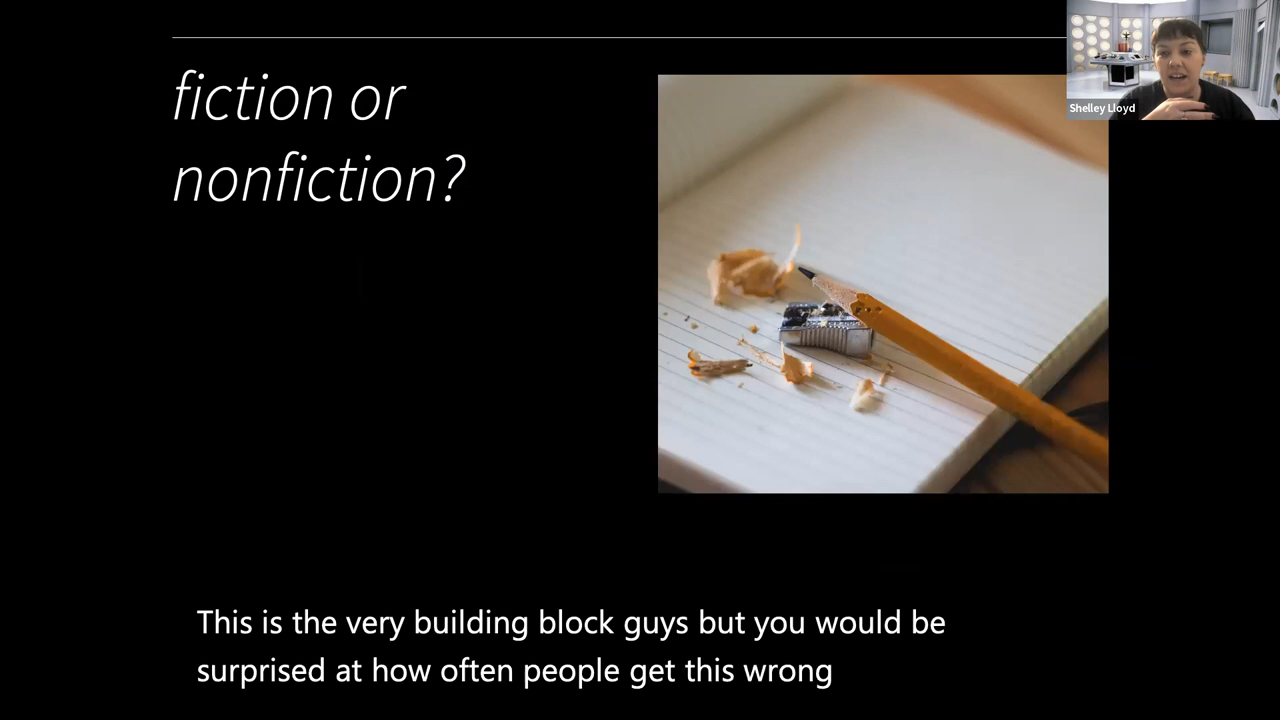 fiction or
nonfiction?
Shelley Lloyd
This is the very building block guys but you would be
surprised at how often people get this wrong